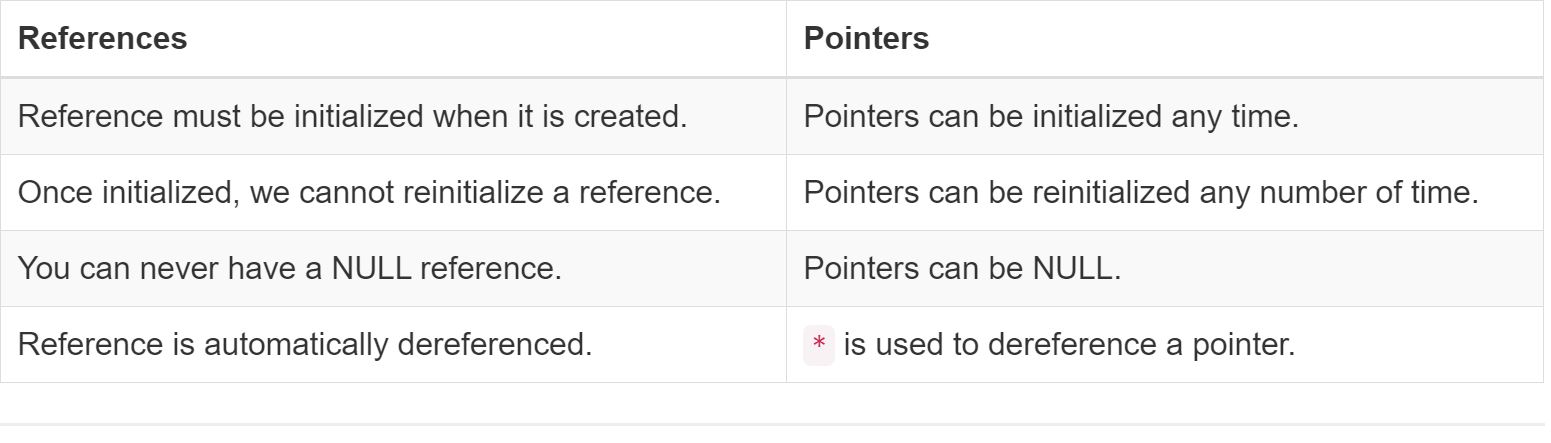 References Pointers
Reference must be initialized when it is created. Pointers can be initialized any time.
Once initialized, we cannot reinitialize a reference. Pointers can be reinitialized any number of time.
You can never have a NULL reference. Pointers can be NULL.
Reference is automatically dereferenced. * is used to dereference a pointer.